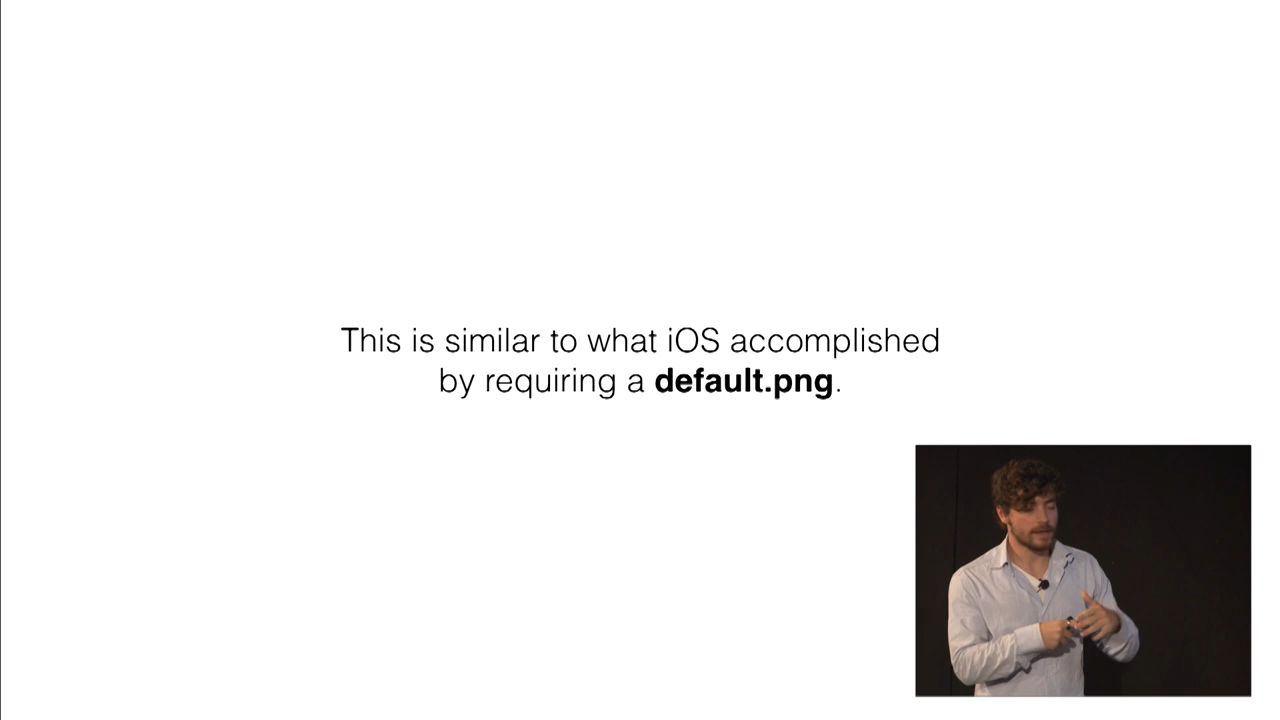 This is similar to what iOS accomplished
by requiring a default.png.